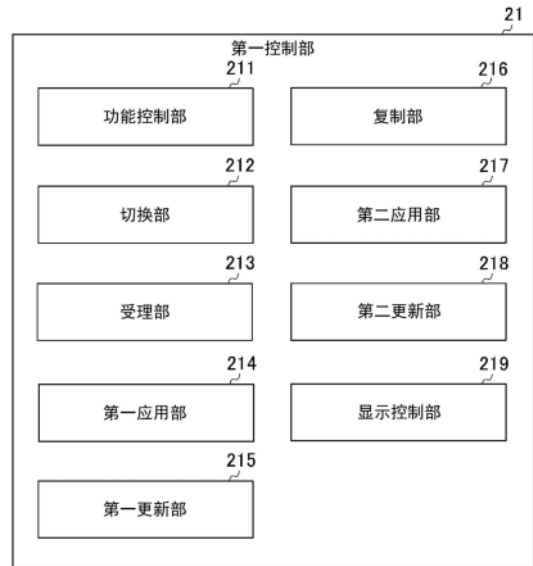 21
第一控制部
211
功能控制部
212
切换部
213
受理部
214
第一应用部
215
第一更新部
216
复制部
217
第二应用部
218
第二更新部
219
显示控制部